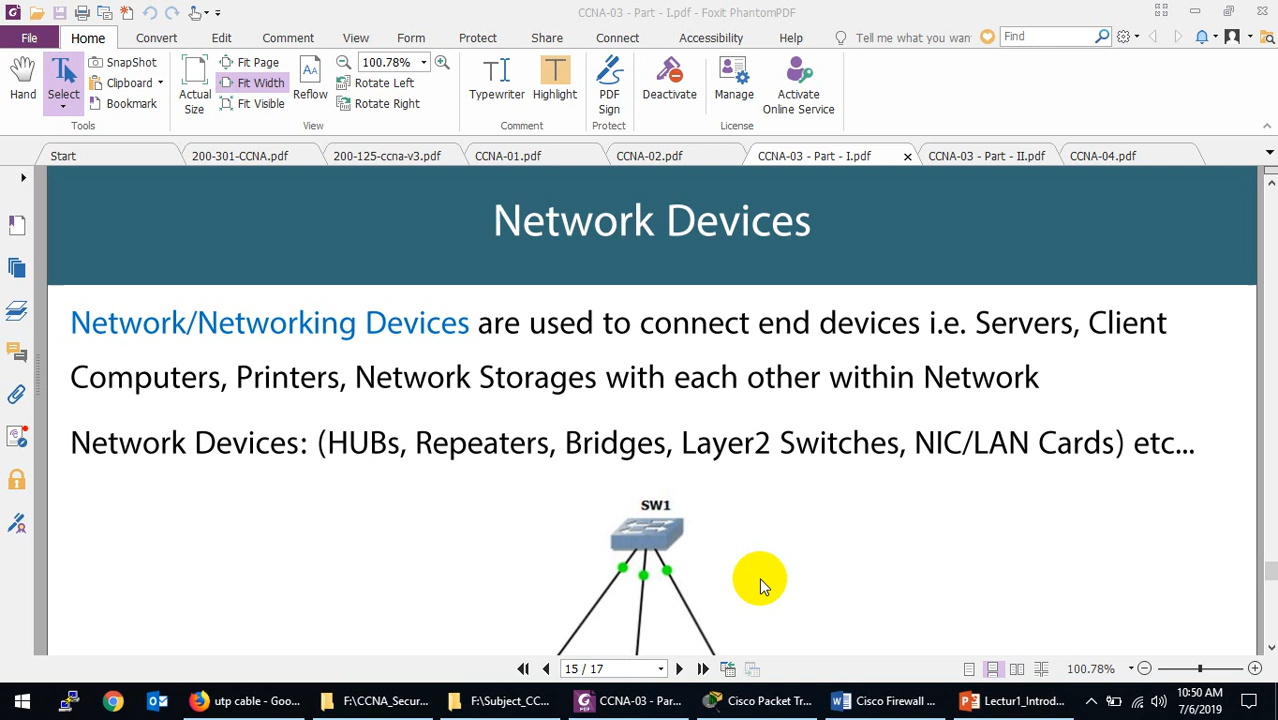 CCNA-03 - Part - I.pdf - Foxit PhantomPDF
File Home Convert Edit Comment View Form Protect Share Connect Accessibility Help Tell me what you want Find
Hand
Select
SnapShot
Clipboard
Bookmark
Tools
Actual Size
Fit Page
Fit Width
Fit Visible
Reflow
100.78%
Rotate Left
Rotate Right
View
Typewriter
Highlight
Comment
PDF Sign
Protect
Deactivate
Manage
Activate Online Service
License
Start 200-301-CCNA.pdf 200-125-ccna-v3.pdf CCNA-01.pdf CCNA-02.pdf CCNA-03 - Part - I.pdf CCNA-03 - Part - II.pdf CCNA-04.pdf
Network Devices
Network/Networking Devices are used to connect end devices i.e. Servers, Client
Computers, Printers, Network Storages with each other within Network
Network Devices: (HUBs, Repeaters, Bridges, Layer2 Switches, NIC/LAN Cards) etc...
SW1
15 / 17 100.78%
utp cable - Goo... F:\CCNA_Secur... F:\Subject_CC... CCNA-03 - Par... Cisco Packet Tr... Cisco Firewall ... Lectur1_Introd...
10:50 AM
7/6/2019